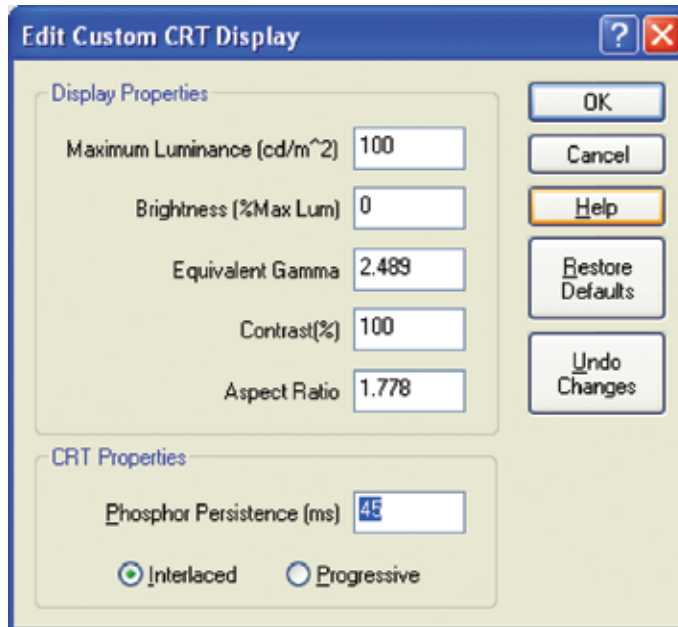 Edit Custom CRT Display
Display Properties
Maximum Luminance (cd/m^2) 100
Brightness (%Max Lum) 0
Equivalent Gamma 2.489
Contrast(%) 100
Aspect Ratio 1.778
CRT Properties
Phosphor Persistence (ms) 45
Interlaced Progressive
OK
Cancel
Help
Restore
Defaults
Undo
Changes